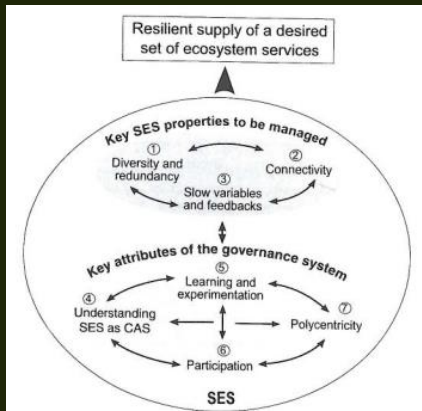 Resilient supply of a desired
set of ecosystem services
Key SES properties to be managed
①
Diversity and
redundancy
②
Connectivity
③
Slow variables
and feedbacks
Key attributes of the governance system
⑤
Learning and
experimentation
④
Understanding
SES as CAS
⑦
Polycentricity
⑥
Participation
SES